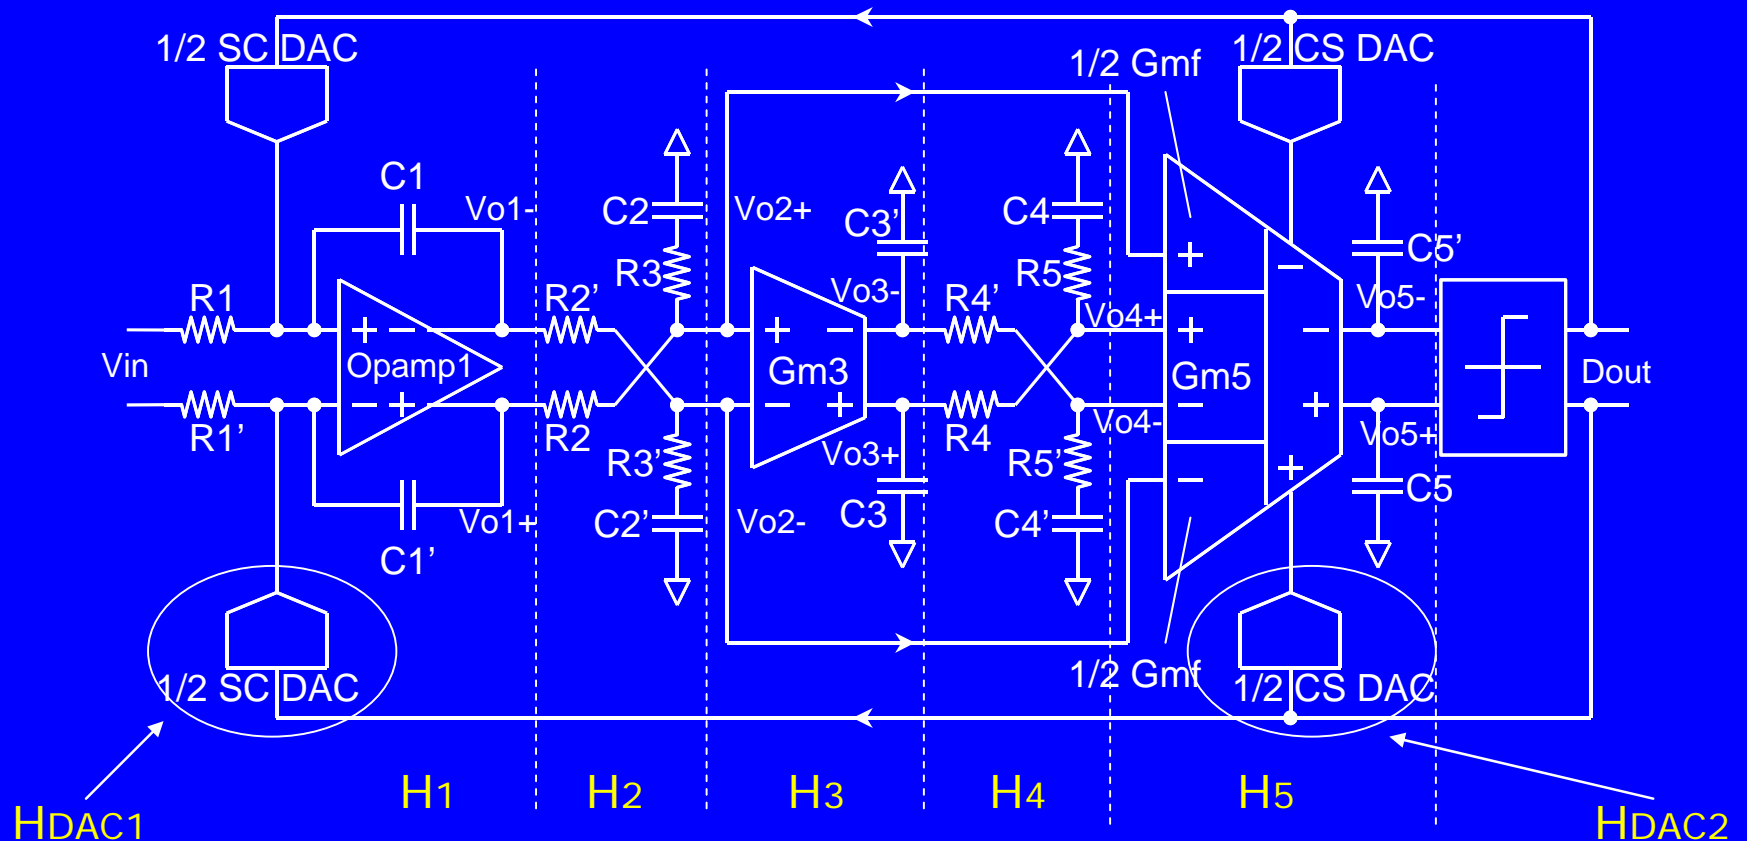 1/2 SC DAC
1/2 CS DAC
1/2 Gmf
C1
Vo1-
C2
Vo2+
C3'
C4
+
−
C5'
R3
R5
R1
R2'
Vo3-
R4'
Vo4+
Vo5-
+ −
+ −
+
−
Vin
Opamp1
Gm3
Gm5
Dout
− +
− +
−
+
R1'
R2
R4
Vo4-
Vo5+
R3'
Vo3+
R5'
+
−
C5
Vo1+
C2'
Vo2-
C3
C4'
C1'
1/2 Gmf
1/2 SC DAC
1/2 CS DAC
H1
H2
H3
H4
H5
HDAC1
HDAC2